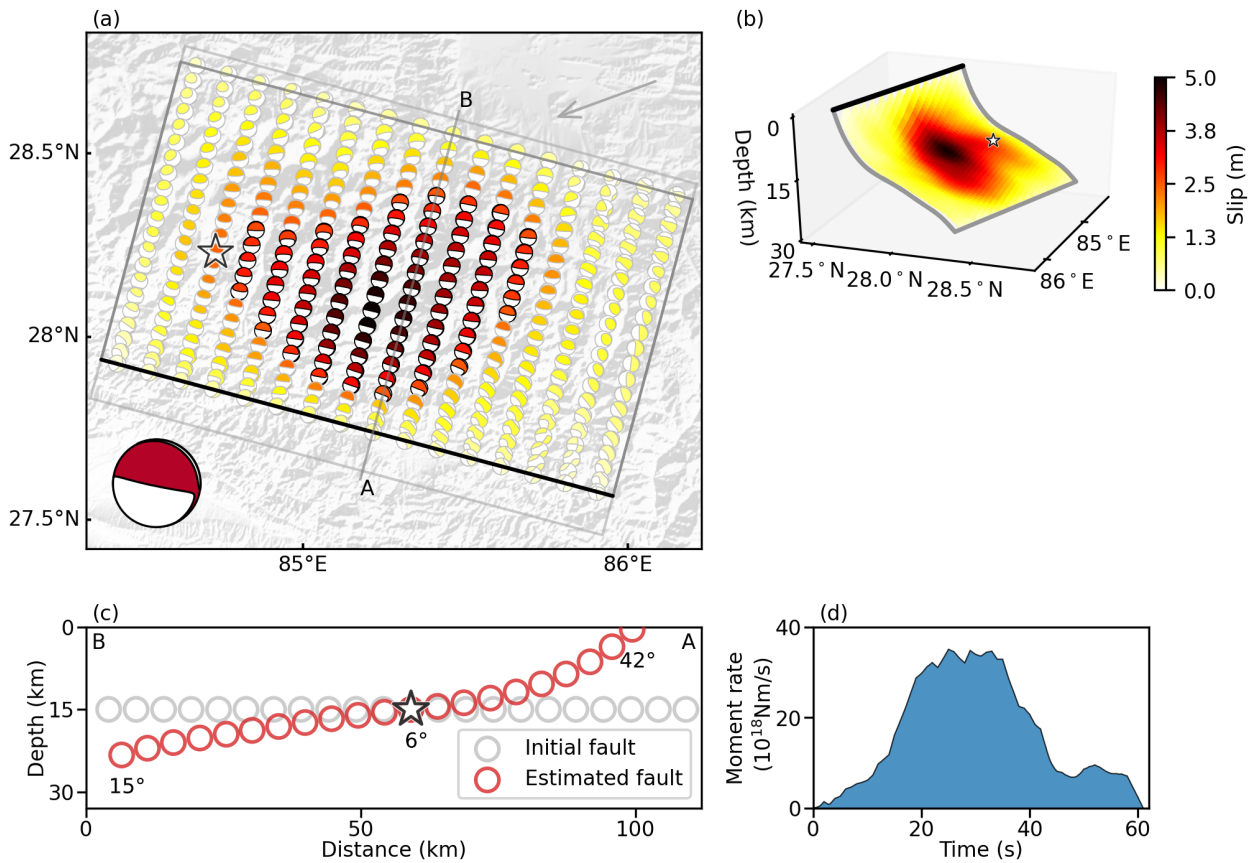 (a)
B
28.5°N
28°N
27.5°N
A
85°E
86°E
(b)
Depth (km)
0
15
30
27.5°N
28.0°N
28.5°N
86°E
85°E
5.0
3.8
2.5
1.3
0.0
Slip (m)
(c)
B
A
0
15
30
Depth (km)
42°
6°
15°
Initial fault
Estimated fault
0
50
100
Distance (km)
(d)
40
20
0
Moment rate
(10¹⁸Nm/s)
0
20
40
60
Time (s)